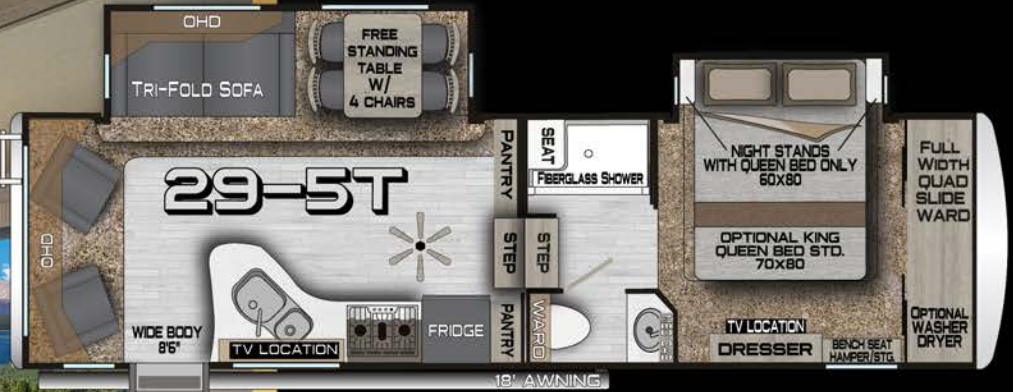 OHD
TRI-FOLD SOFA
FREE
STANDING
TABLE
W/
4 CHAIRS
OHD
29-5T
WIDE BODY
8'6"
TV LOCATION
FRIDGE
PANTRY
STEP
STEP
PANTRY
SEAT
FIBERGLASS SHOWER
WARD
NIGHT STANDS
WITH QUEEN BED ONLY
60X80
OPTIONAL KING
QUEEN BED STD.
70X80
TV LOCATION
DRESSER
BENCH SEAT
HAMPER/STG.
FULL
WIDTH
QUAD
SLIDE
WARD
OPTIONAL
WASHER
DRYER
18' AWNING